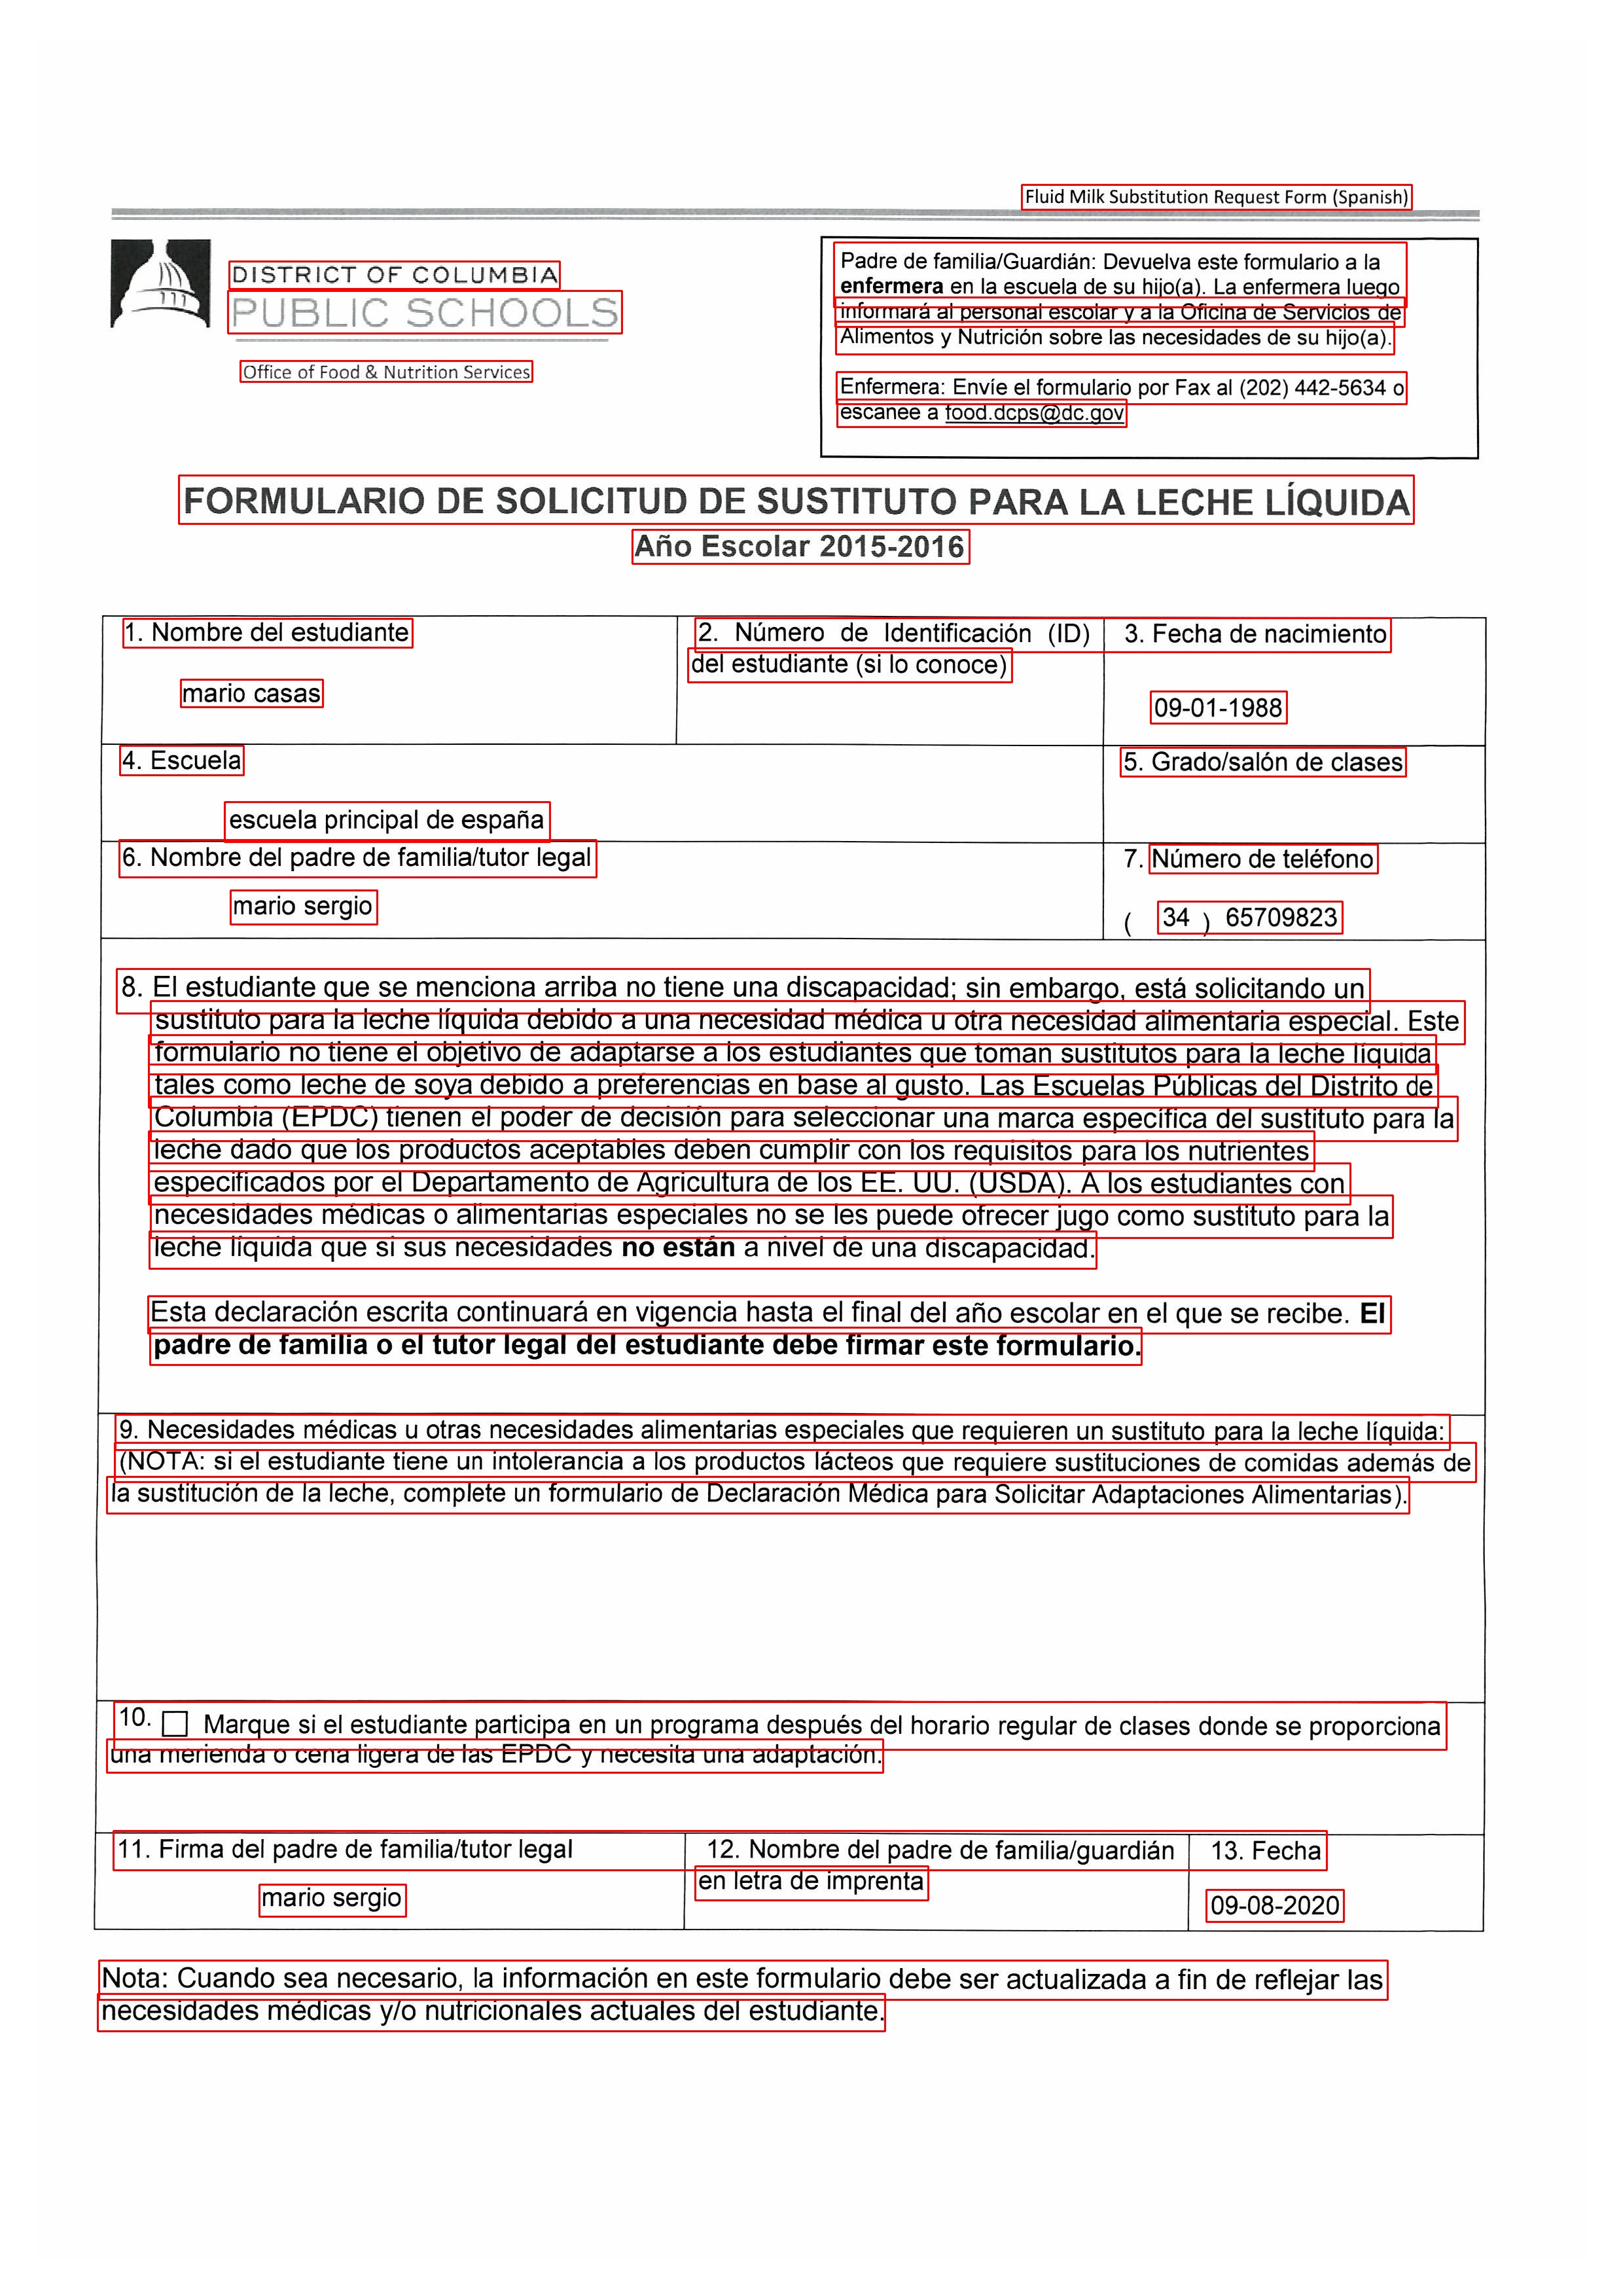 Fluid Milk Substitution Request Form (Spanish)
DISTRICT OF COLUMBIA
PUBLIC SCHOOLS
Office of Food & Nutrition Services
Padre de familia/Guardián: Devuelva este formulario a la
enfermera en la escuela de su hijo(a). La enfermera luego
informará al personal escolar y a la Oficina de Servicios de
Alimentos y Nutrición sobre las necesidades de su hijo(a).
Enfermera: Envíe el formulario por Fax al (202) 442-5634 o
escanee a food.dcps@dc.gov
FORMULARIO DE SOLICITUD DE SUSTITUTO PARA LA LECHE LÍQUIDA
Año Escolar 2015-2016
1. Nombre del estudiante
mario casas
2. Número de Identificación (ID)
del estudiante (si lo conoce)
3. Fecha de nacimiento
09-01-1988
4. Escuela
escuela principal de españa
5. Grado/salón de clases
6. Nombre del padre de familia/tutor legal
mario sergio
7. Número de teléfono
( 34 ) 65709823
8. El estudiante que se menciona arriba no tiene una discapacidad; sin embargo, está solicitando un
sustituto para la leche líquida debido a una necesidad médica u otra necesidad alimentaria especial. Este
formulario no tiene el objetivo de adaptarse a los estudiantes que toman sustitutos para la leche líquida
tales como leche de soya debido a preferencias en base al gusto. Las Escuelas Públicas del Distrito de
Columbia (EPDC) tienen el poder de decisión para seleccionar una marca específica del sustituto para la
leche dado que los productos aceptables deben cumplir con los requisitos para los nutrientes
especificados por el Departamento de Agricultura de los EE. UU. (USDA). A los estudiantes con
necesidades médicas o alimentarias especiales no se les puede ofrecer jugo como sustituto para la
leche líquida que si sus necesidades no están a nivel de una discapacidad.
Esta declaración escrita continuará en vigencia hasta el final del año escolar en el que se recibe. El
padre de familia o el tutor legal del estudiante debe firmar este formulario.
9. Necesidades médicas u otras necesidades alimentarias especiales que requieren un sustituto para la leche líquida:
(NOTA: si el estudiante tiene un intolerancia a los productos lácteos que requiere sustituciones de comidas además de
la sustitución de la leche, complete un formulario de Declaración Médica para Solicitar Adaptaciones Alimentarias).
10. Marque si el estudiante participa en un programa después del horario regular de clases donde se proporciona
una merienda o cena ligera de las EPDC y necesita una adaptación.
11. Firma del padre de familia/tutor legal
mario sergio
12. Nombre del padre de familia/guardián
en letra de imprenta
13. Fecha
09-08-2020
Nota: Cuando sea necesario, la información en este formulario debe ser actualizada a fin de reflejar las
necesidades médicas y/o nutricionales actuales del estudiante.